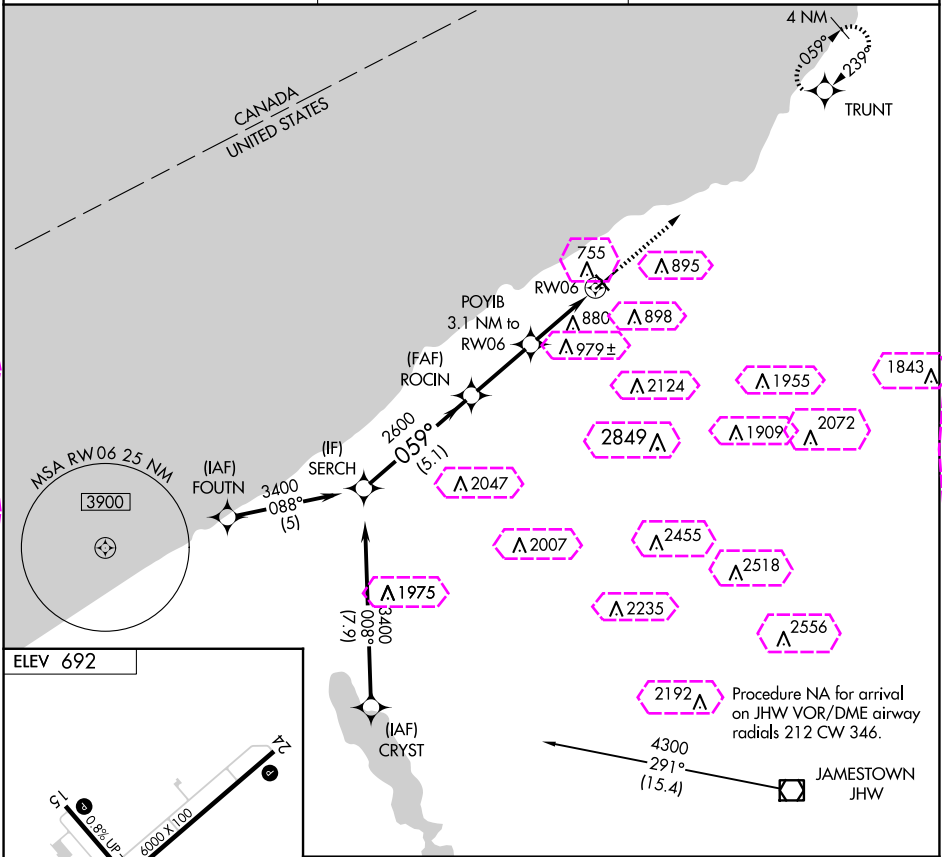 4 NM
059°
239°
TRUNT
CANADA
UNITED STATES
755
895
RW06
POYIB
3.1 NM to
RW06
880
898
979±
(FAF)
ROCIN
2124
1955
1843
2600
059°
(5.1)
2849
1909
2072
(IF)
SERCH
MSA RW06 25 NM
3900
(IAF)
FOUTN
3400
088°
(5)
2047
2007
2455
2518
1975
3400
008°
(7.9)
2235
2556
ELEV 692
2192
Procedure NA for arrival
on JHW VOR/DME airway
radials 212 CW 346.
(IAF)
CRYST
4300
291°
(15.4)
JAMESTOWN
JHW
24
P
15
P
0.8% UP
6000 X 100